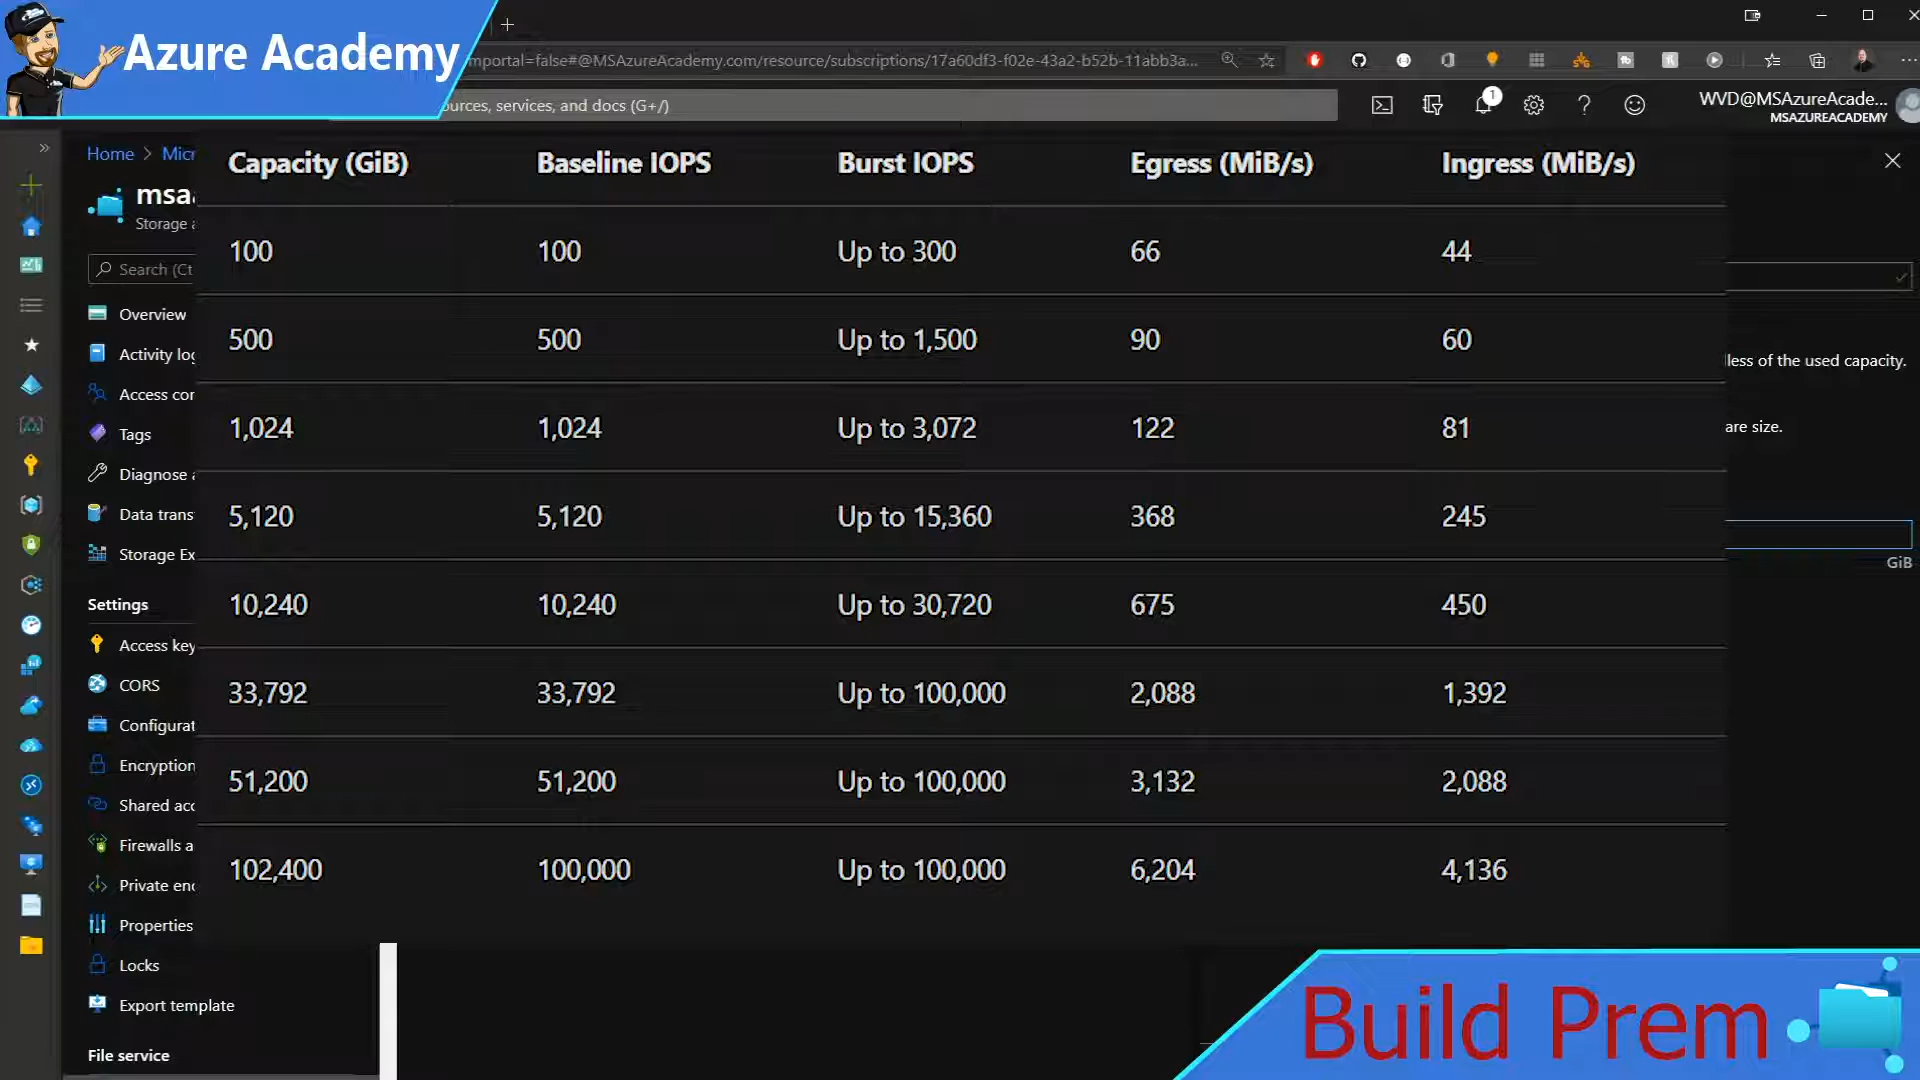 Azure Academy
mportal=false#@MSAzureAcademy.com/resource/subscriptions/17a60df3-f02e-43a2-b52b-11abb3a...
ources, services, and docs (G+/)
1
WVD@MSAzureAcade...
MSAZUREACADEMY
Home > Micr
msaa
Storage a
Search (Ct
Overview
Activity log
Access cor
Tags
Diagnose a
Data trans
Storage Ex
Settings
Access key
CORS
Configurat
Encryption
Shared acc
Firewalls a
Private end
Properties
Locks
Export template
File service
Capacity (GiB) Baseline IOPS Burst IOPS Egress (MiB/s) Ingress (MiB/s)
100 100 Up to 300 66 44
500 500 Up to 1,500 90 60
1,024 1,024 Up to 3,072 122 81
5,120 5,120 Up to 15,360 368 245
10,240 10,240 Up to 30,720 675 450
33,792 33,792 Up to 100,000 2,088 1,392
51,200 51,200 Up to 100,000 3,132 2,088
102,400 100,000 Up to 100,000 6,204 4,136
lless of the used capacity.
are size.
GiB
Build Prem